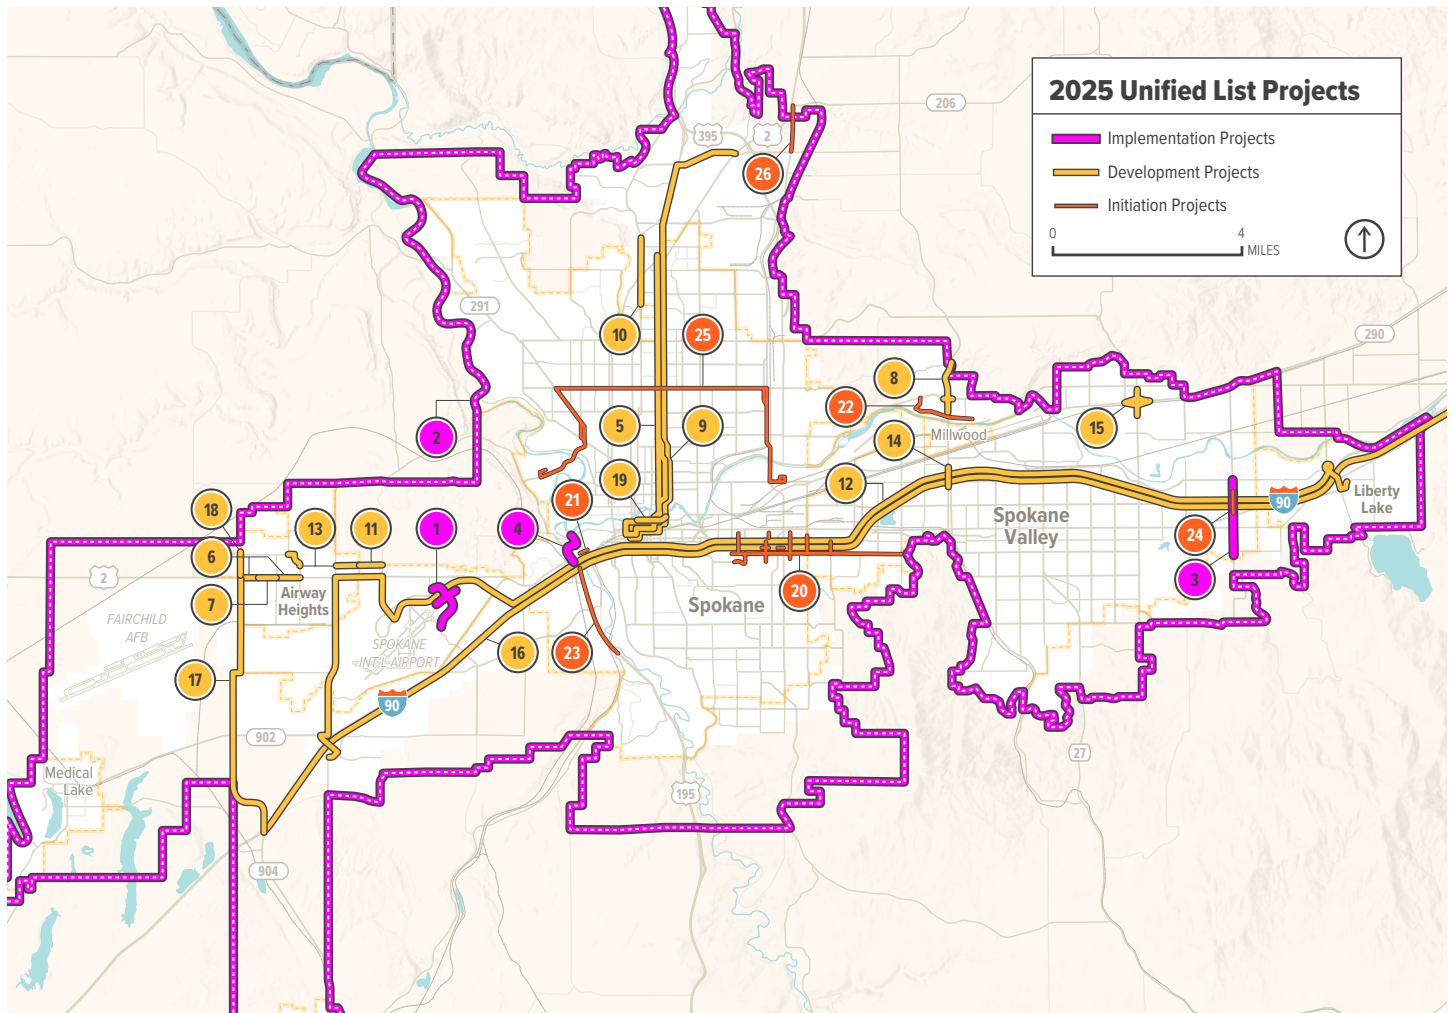 2025 Unified List Projects
Implementation Projects
Development Projects
Initiation Projects
0
4
MILES
206
395
2
26
291
10
25
290
8
22
2
5
9
14
Millwood
15
19
12
21
18
13
11
1
4
90
Liberty
Lake
Spokane
Valley
24
6
2
Airway
Heights
7
Spokane
20
3
FAIRCHILD
AFB
SPOKANE
INT'L AIRPORT
16
23
17
90
902
27
Medical
Lake
195
904